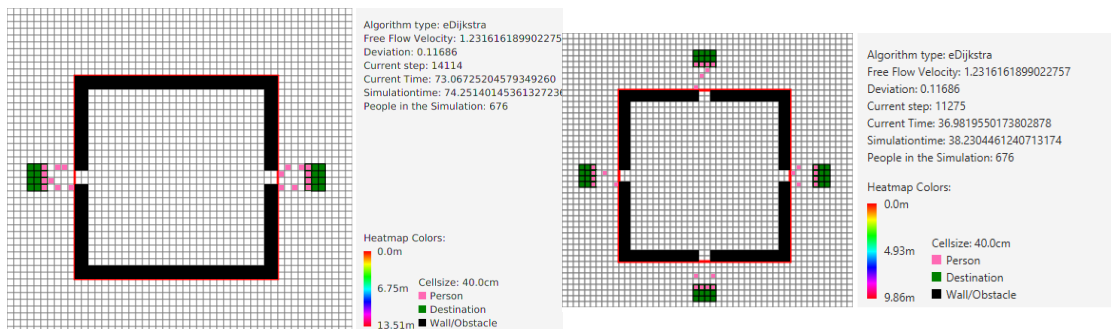 Algorithm type: eDijkstra
Free Flow Velocity: 1.231616189902275
Deviation: 0.11686
Current step: 14114
Current Time: 73.06725204579349260
Simulationtime: 74.2514014536132723
People in the Simulation: 676
Heatmap Colors:
0.0m
6.75m
13.51m
Cellsize: 40.0cm
Person
Destination
Wall/Obstacle
Algorithm type: eDijkstra
Free Flow Velocity: 1.2316161899022757
Deviation: 0.11686
Current step: 11275
Current Time: 36.9819550173802878
Simulationtime: 38.2304461240713174
People in the Simulation: 676
Heatmap Colors:
0.0m
4.93m
9.86m
Cellsize: 40.0cm
Person
Destination
Wall/Obstacle